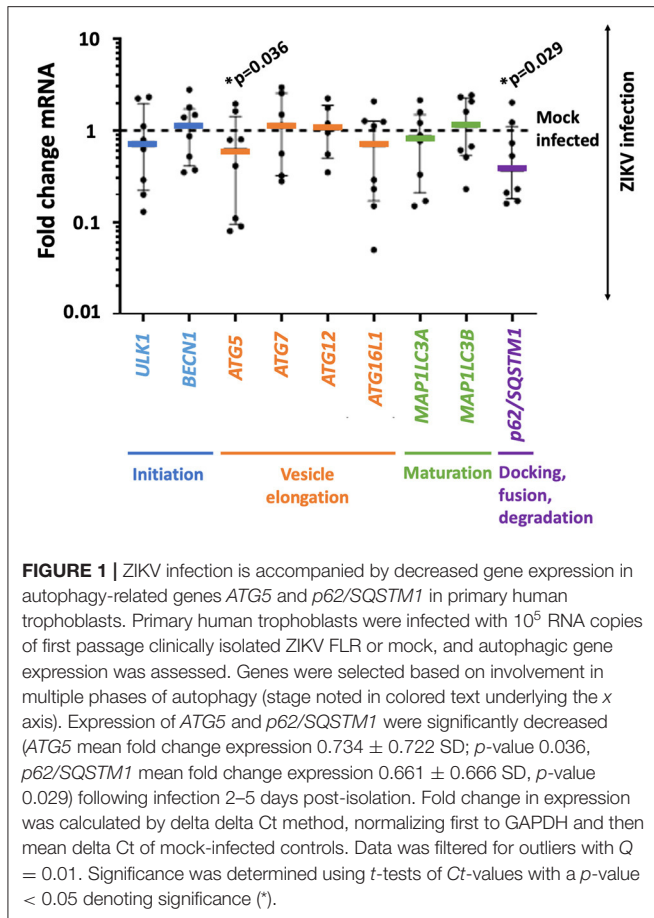 10
1
0.1
0.01
Fold change mRNA
*p=0.036
*p=0.029
Mock
infected
ZIKV infection
ULK1
BECN1
ATG5
ATG7
ATG12
ATG16L1
MAP1LC3A
MAP1LC3B
p62/SQSTM1
Initiation
Vesicle
elongation
Maturation
Docking,
fusion,
degradation
FIGURE 1 | ZIKV infection is accompanied by decreased gene expression in
autophagy-related genes ATG5 and p62/SQSTM1 in primary human
trophoblasts. Primary human trophoblasts were infected with 10⁵ RNA copies
of first passage clinically isolated ZIKV FLR or mock, and autophagic gene
expression was assessed. Genes were selected based on involvement in
multiple phases of autophagy (stage noted in colored text underlying the x
axis). Expression of ATG5 and p62/SQSTM1 were significantly decreased
(ATG5 mean fold change expression 0.734 ± 0.722 SD; p-value 0.036,
p62/SQSTM1 mean fold change expression 0.661 ± 0.666 SD, p-value
0.029) following infection 2–5 days post-isolation. Fold change in expression
was calculated by delta delta Ct method, normalizing first to GAPDH and then
mean delta Ct of mock-infected controls. Data was filtered for outliers with Q
= 0.01. Significance was determined using t-tests of Ct-values with a p-value
< 0.05 denoting significance (*).